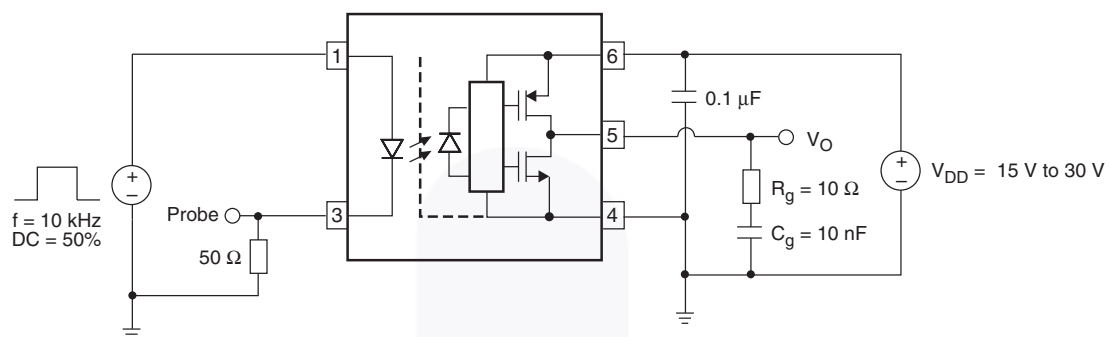 1
6
0.1 μF
5
V_O
+
−
+
−
V_DD = 15 V to 30 V
R_g = 10 Ω
f = 10 kHz
DC = 50%
Probe
3
4
C_g = 10 nF
50 Ω